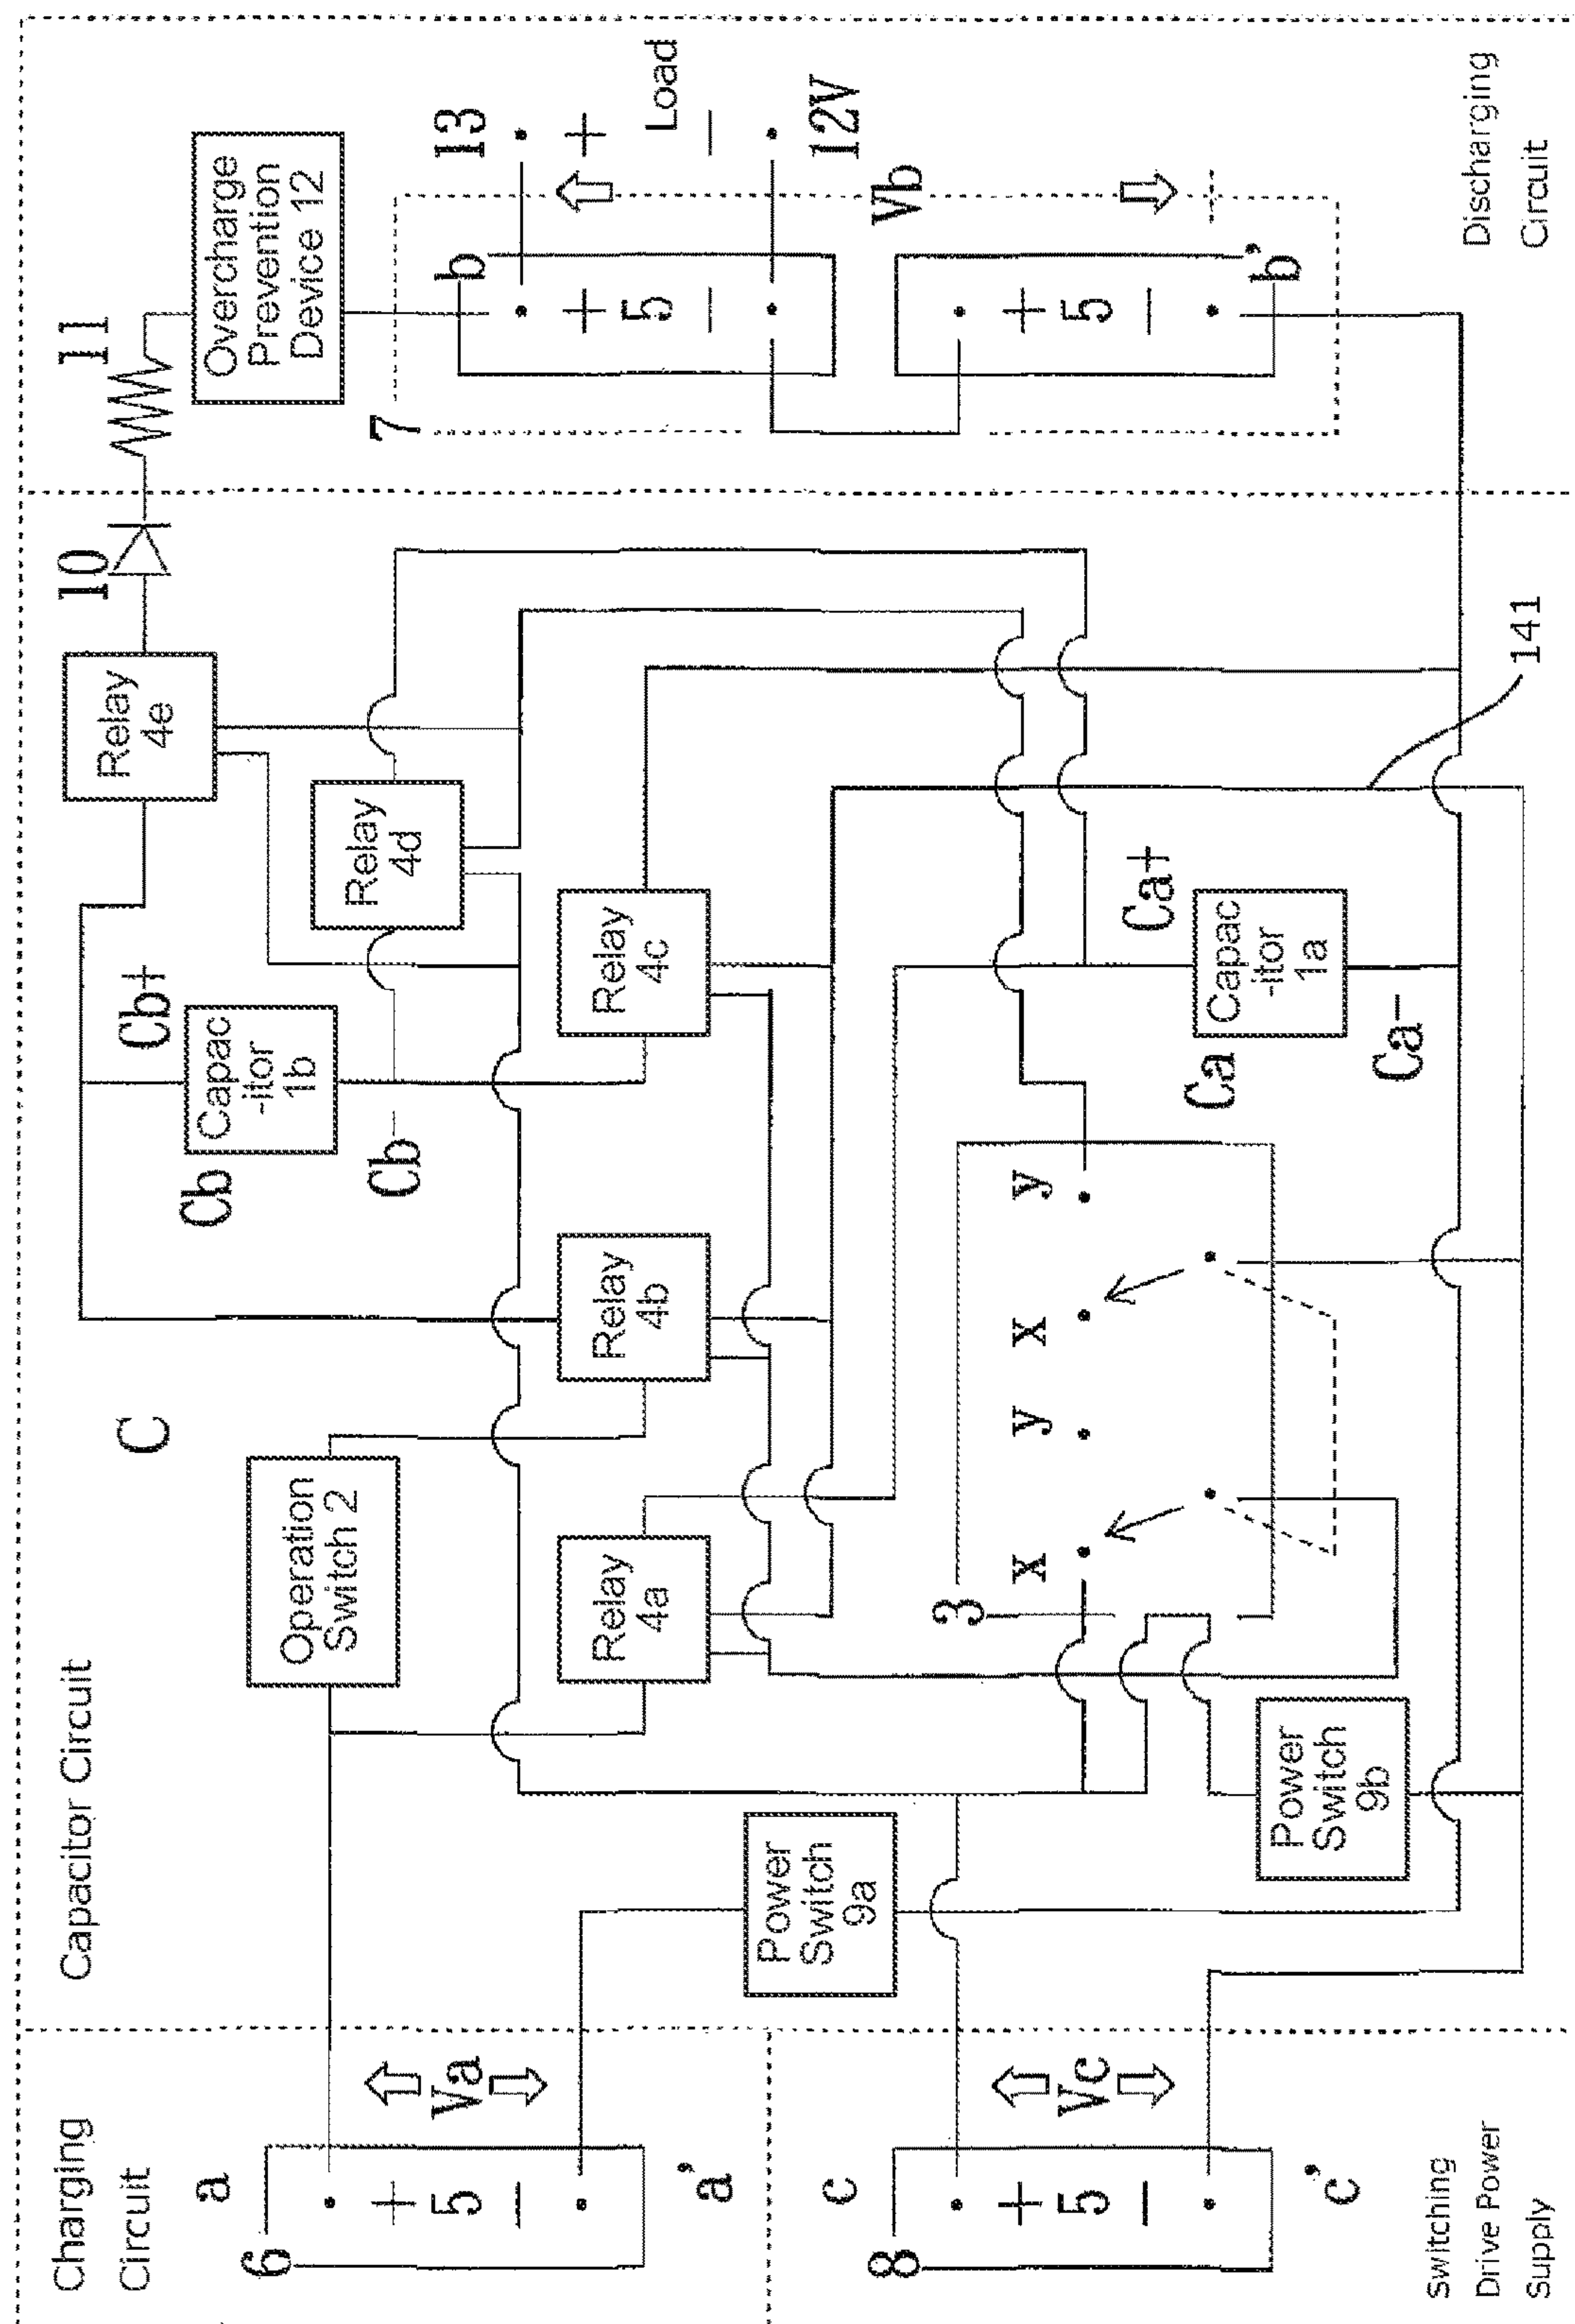 Charging
Circuit
Capacitor Circuit
C
10
11
Operation
Switch 2
Cb
Cb+
Capac
-itor
1b
Cb
Relay
4e
Overcharge
Prevention
Device 12
6
a
+
5
−
a'
Va
Relay
4a
Relay
4b
Relay
4c
Relay
4d
7
b
+
5
−
13
+
Load
−
12V
Vb
+
5
−
b'
Power
Switch
9a
8
c
+
5
−
c'
Vc
3
x
y
x
y
Power
Switch
9b
Ca
Ca+
Capac
-itor
1a
Ca−
141
Switching
Drive Power
Supply
Discharging
Circuit